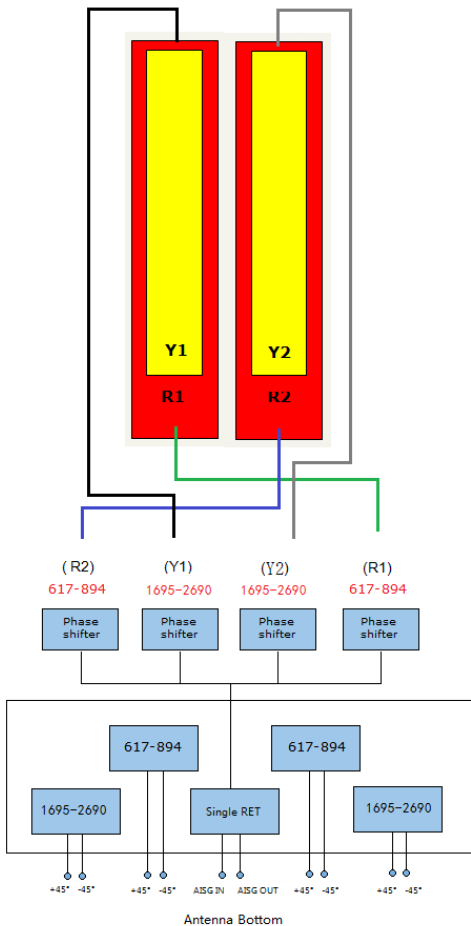 Y1
Y2
R1
R2
( R2)
(Y1)
(Y2)
(R1)
617-894
1695-2690
1695-2690
617-894
Phase
shifter
Phase
shifter
Phase
shifter
Phase
shifter
617-894
617-894
1695-2690
Single RET
1695-2690
+45°
-45°
+45°
-45°
AISG IN
AISG OUT
+45°
-45°
+45°
-45°
Antenna Bottom